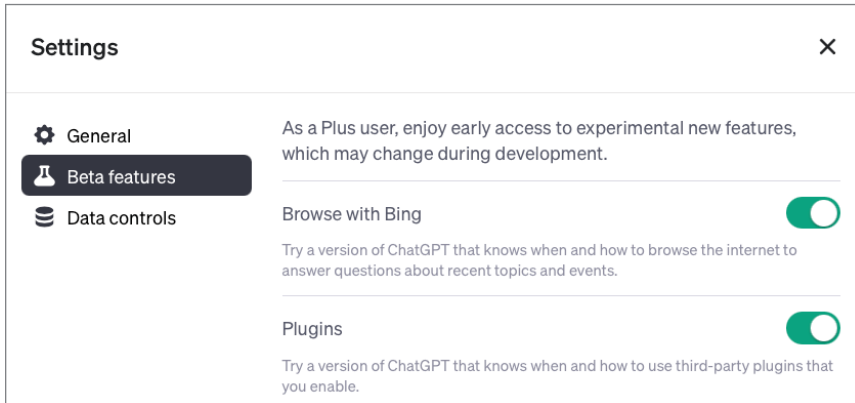 Settings
General
Beta features
Data controls
As a Plus user, enjoy early access to experimental new features,
which may change during development.
Browse with Bing
Try a version of ChatGPT that knows when and how to browse the internet to
answer questions about recent topics and events.
Plugins
Try a version of ChatGPT that knows when and how to use third-party plugins that
you enable.